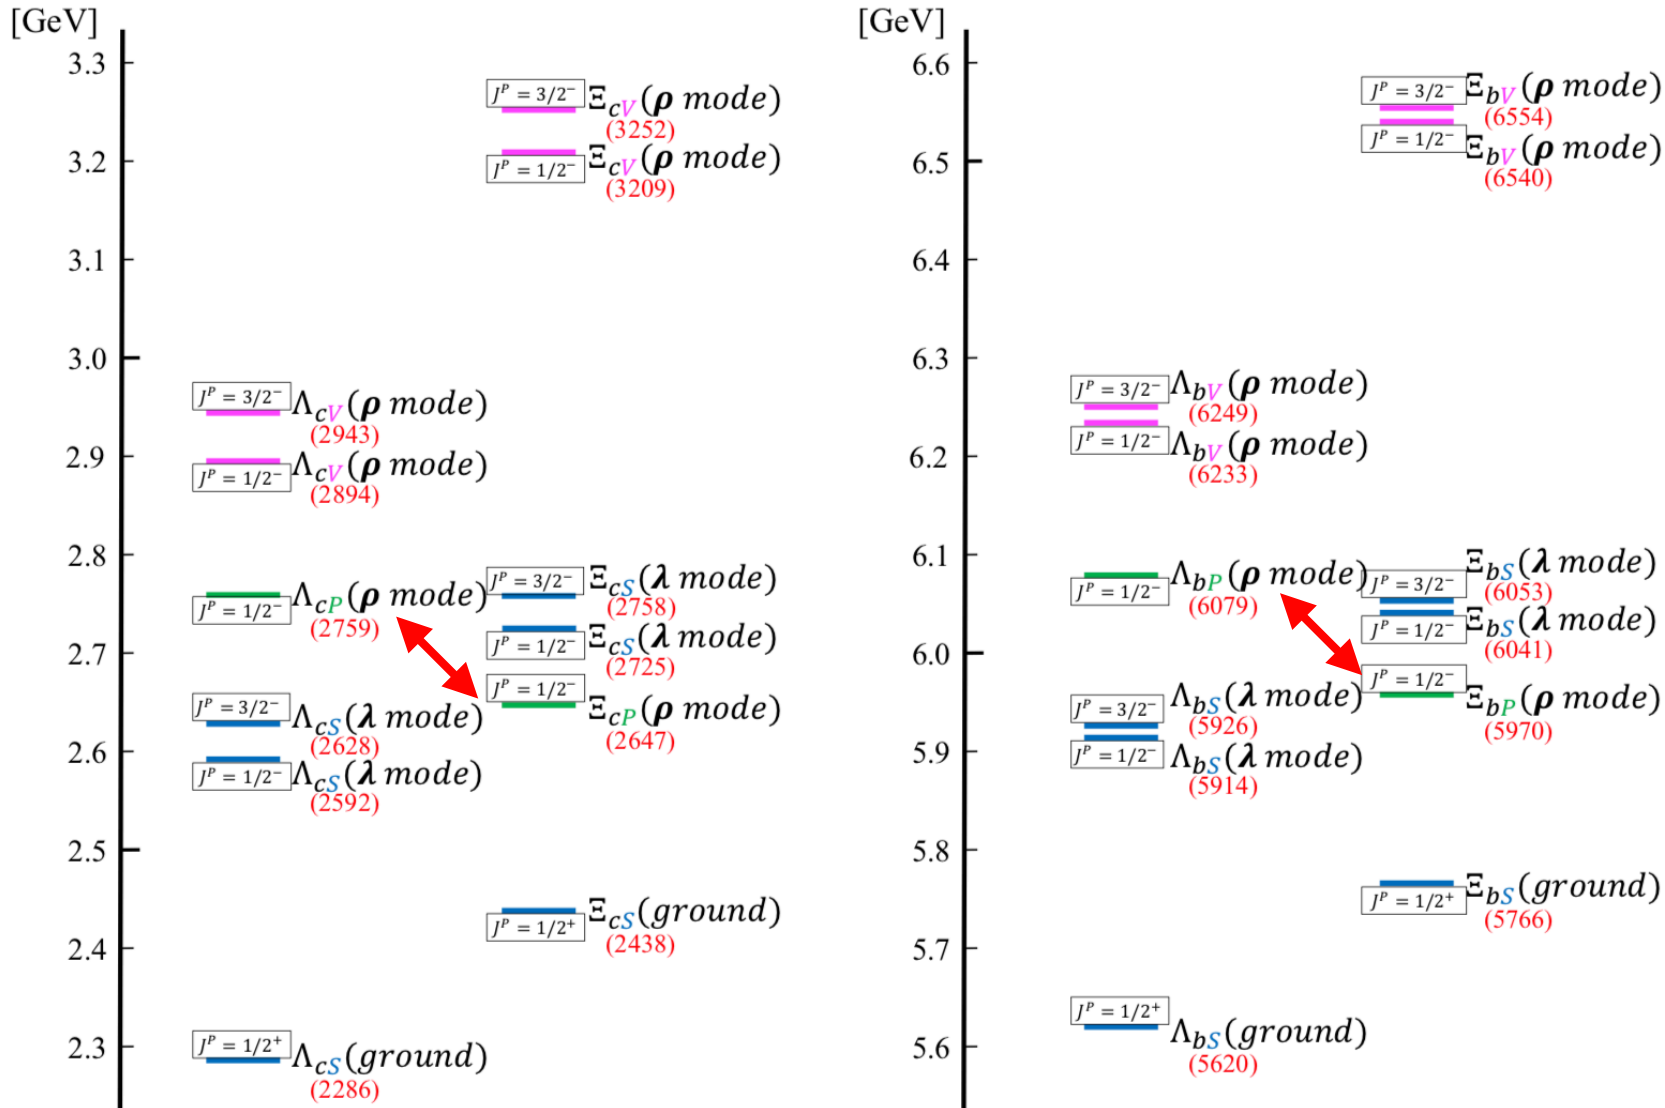 [GeV]
3.3
3.2
3.1
3.0
2.9
2.8
2.7
2.6
2.5
2.4
2.3
J^P = 3/2⁻ Ξ_cV(ρ mode)
(3252)
J^P = 1/2⁻ Ξ_cV(ρ mode)
(3209)
J^P = 3/2⁻ Λ_cV(ρ mode)
(2943)
J^P = 1/2⁻ Λ_cV(ρ mode)
(2894)
J^P = 1/2⁻ Λ_cP(ρ mode)
(2759)
J^P = 3/2⁻ Ξ_cS(λ mode)
(2758)
J^P = 1/2⁻ Ξ_cS(λ mode)
(2725)
J^P = 1/2⁻ Ξ_cP(ρ mode)
(2647)
J^P = 3/2⁻ Λ_cS(λ mode)
(2628)
J^P = 1/2⁻ Λ_cS(λ mode)
(2592)
J^P = 1/2⁺ Ξ_cS(ground)
(2438)
J^P = 1/2⁺ Λ_cS(ground)
(2286)
[GeV]
6.6
6.5
6.4
6.3
6.2
6.1
6.0
5.9
5.8
5.7
5.6
J^P = 3/2⁻ Ξ_bV(ρ mode)
(6554)
J^P = 1/2⁻ Ξ_bV(ρ mode)
(6540)
J^P = 3/2⁻ Λ_bV(ρ mode)
(6249)
J^P = 1/2⁻ Λ_bV(ρ mode)
(6233)
J^P = 1/2⁻ Λ_bP(ρ mode)
(6079)
J^P = 3/2⁻ Ξ_bS(λ mode)
(6053)
J^P = 1/2⁻ Ξ_bS(λ mode)
(6041)
J^P = 1/2⁻ Ξ_bP(ρ mode)
(5970)
J^P = 3/2⁻ Λ_bS(λ mode)
(5926)
J^P = 1/2⁻ Λ_bS(λ mode)
(5914)
J^P = 1/2⁺ Ξ_bS(ground)
(5766)
J^P = 1/2⁺ Λ_bS(ground)
(5620)